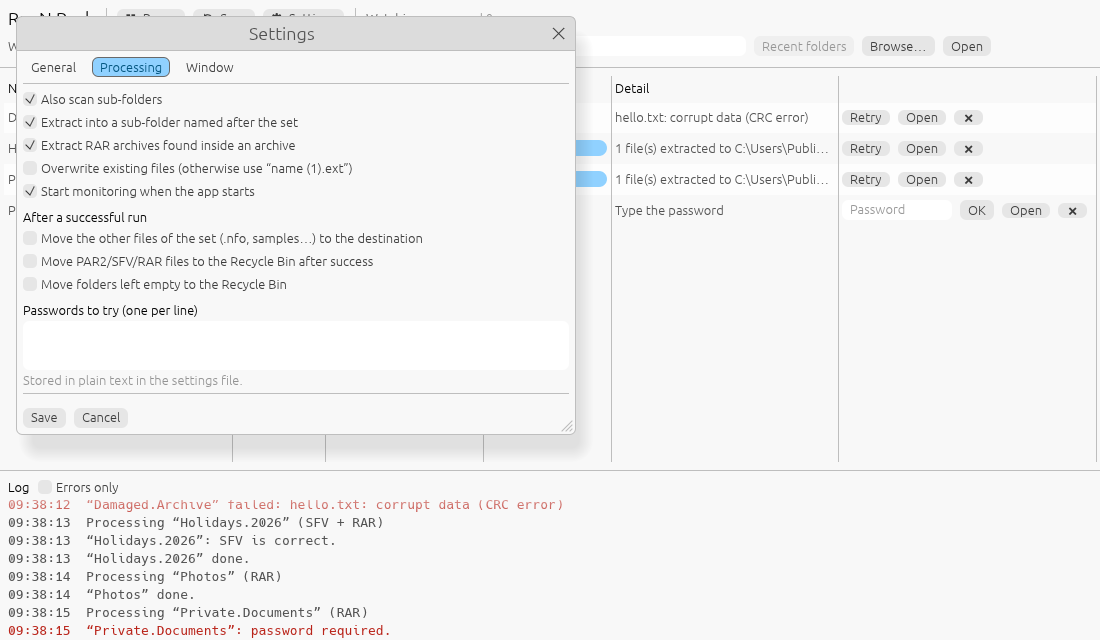 Settings
Recent folders Browse… Open
General Processing Window
Detail
Also scan sub-folders
hello.txt: corrupt data (CRC error) Retry Open ×
Extract into a sub-folder named after the set
Extract RAR archives found inside an archive
1 file(s) extracted to C:\Users\Publi… Retry Open ×
Overwrite existing files (otherwise use “name (1).ext”)
1 file(s) extracted to C:\Users\Publi… Retry Open ×
Start monitoring when the app starts
Type the password Password OK Open ×
After a successful run
Move the other files of the set (.nfo, samples…) to the destination
Move PAR2/SFV/RAR files to the Recycle Bin after success
Move folders left empty to the Recycle Bin
Passwords to try (one per line)
Stored in plain text in the settings file.
Save Cancel
Log Errors only
09:38:12 “Damaged.Archive” failed: hello.txt: corrupt data (CRC error)
09:38:13 Processing “Holidays.2026” (SFV + RAR)
09:38:13 “Holidays.2026”: SFV is correct.
09:38:13 “Holidays.2026” done.
09:38:14 Processing “Photos” (RAR)
09:38:14 “Photos” done.
09:38:15 Processing “Private.Documents” (RAR)
09:38:15 “Private.Documents”: password required.